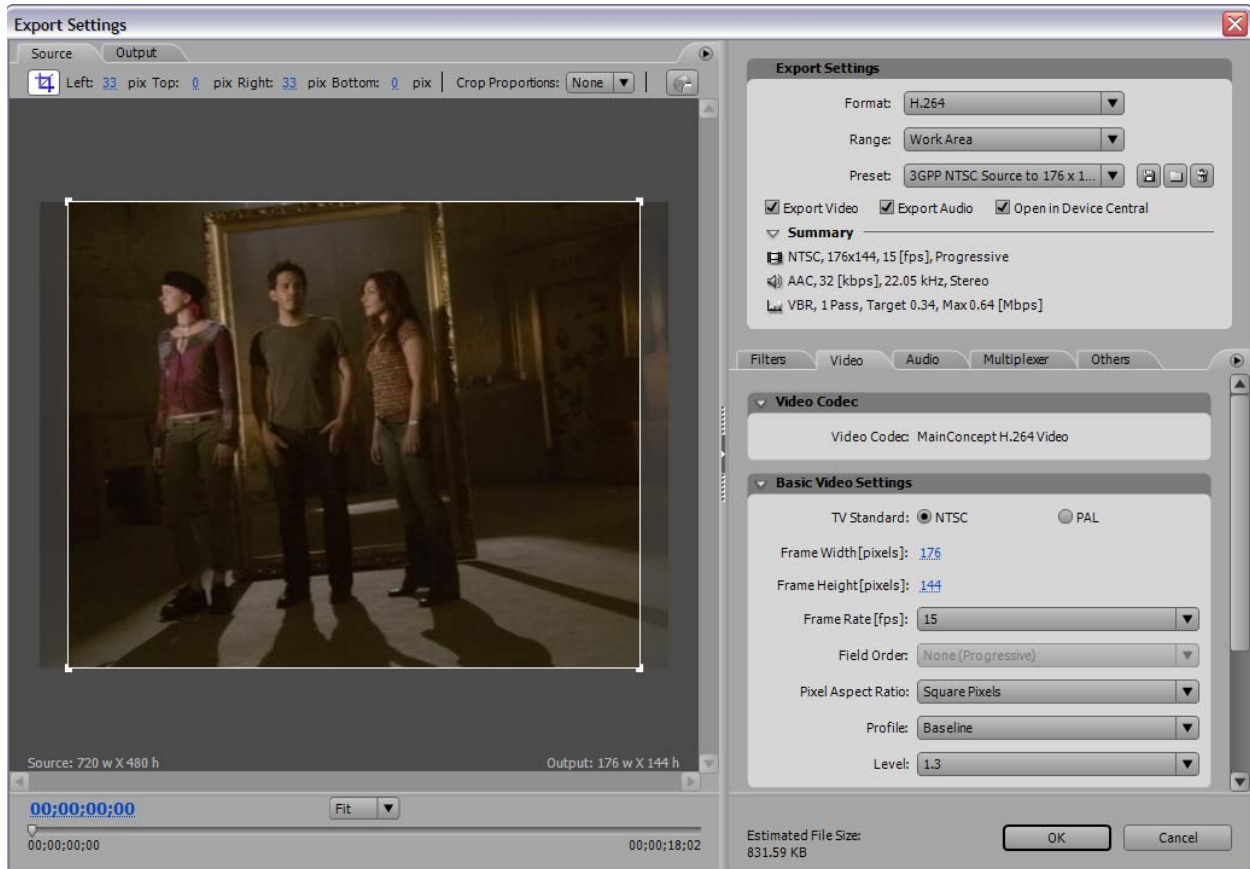 Export Settings
Source Output
Left: 33 pix Top: 0 pix Right: 33 pix Bottom: 0 pix Crop Proportions: None
Source: 720 w X 480 h Output: 176 w X 144 h
00;00;00;00 Fit
00;00;00;00 00;00;18;02
Export Settings
Format: H.264
Range: Work Area
Preset: 3GPP NTSC Source to 176 x 1...
Export Video Export Audio Open in Device Central
Summary
NTSC, 176x144, 15 [fps], Progressive
AAC, 32 [kbps], 22.05 kHz, Stereo
VBR, 1 Pass, Target 0.34, Max 0.64 [Mbps]
Filters Video Audio Multiplexer Others
Video Codec
Video Codec: MainConcept H.264 Video
Basic Video Settings
TV Standard: NTSC PAL
Frame Width [pixels]: 176
Frame Height [pixels]: 144
Frame Rate [fps]: 15
Field Order: None (Progressive)
Pixel Aspect Ratio: Square Pixels
Profile: Baseline
Level: 1.3
Estimated File Size:
831.59 KB
OK Cancel